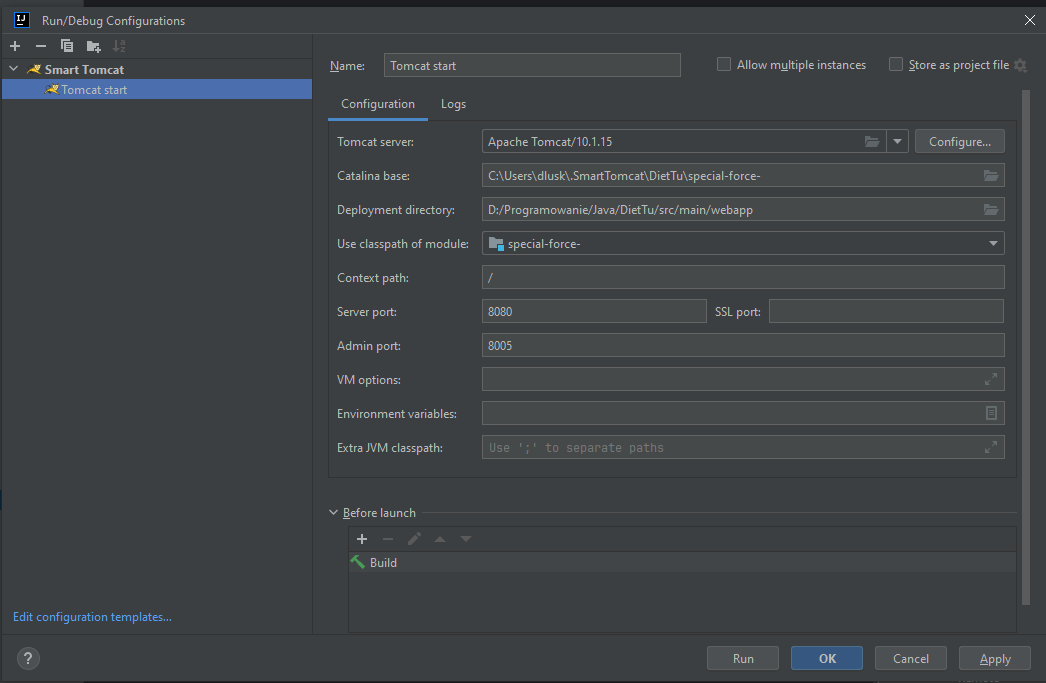 Run/Debug Configurations
Smart Tomcat
Tomcat start
Edit configuration templates...
Name: Tomcat start
Allow multiple instances
Store as project file
Configuration Logs
Tomcat server: Apache Tomcat/10.1.15 Configure...
Catalina base: C:\Users\dlusk\.SmartTomcat\DietTu\special-force-
Deployment directory: D:/Programowanie/Java/DietTu/src/main/webapp
Use classpath of module: special-force-
Context path: /
Server port: 8080 SSL port:
Admin port: 8005
VM options:
Environment variables:
Extra JVM classpath: Use ';' to separate paths
Before launch
Build
? Run OK Cancel Apply